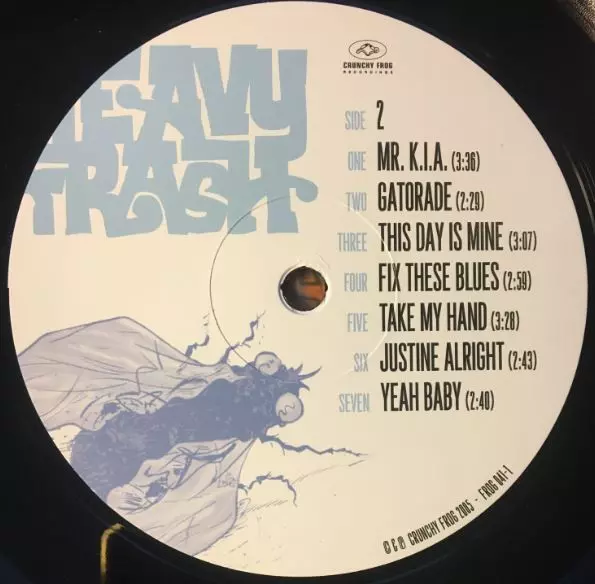 HEAVY
TRASH
CRUNCHY FROG
RECORDINGS
SIDE 2
ONE MR. K.I.A. (3:36)
TWO GATORADE (2:29)
THREE THIS DAY IS MINE (3:07)
FOUR FIX THESE BLUES (2:59)
FIVE TAKE MY HAND (3:28)
SIX JUSTINE ALRIGHT (2:43)
SEVEN YEAH BABY (2:40)
© & ℗ CRUNCHY FROG 2005 - FROG 041-1